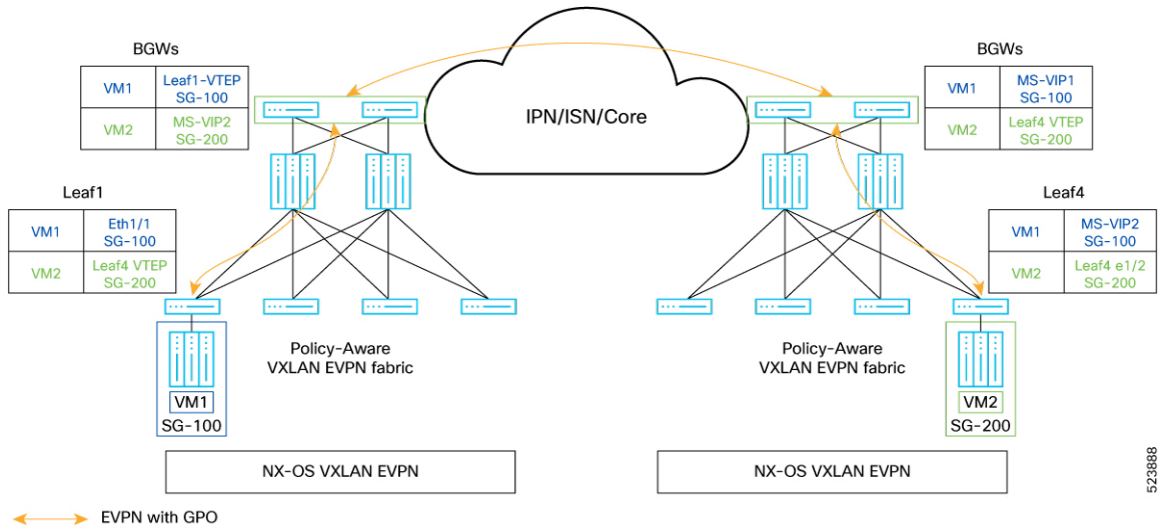 BGWs
VM1
Leaf1-VTEP
SG-100
VM2
MS-VIP2
SG-200
IPN/ISN/Core
BGWs
VM1
MS-VIP1
SG-100
VM2
Leaf4 VTEP
SG-200
Leaf1
VM1
Eth1/1
SG-100
VM2
Leaf4 VTEP
SG-200
Leaf4
VM1
MS-VIP2
SG-100
VM2
Leaf4 e1/2
SG-200
Policy-Aware
VXLAN EVPN fabric
Policy-Aware
VXLAN EVPN fabric
VM1
SG-100
VM2
SG-200
NX-OS VXLAN EVPN
NX-OS VXLAN EVPN
523888
EVPN with GPO